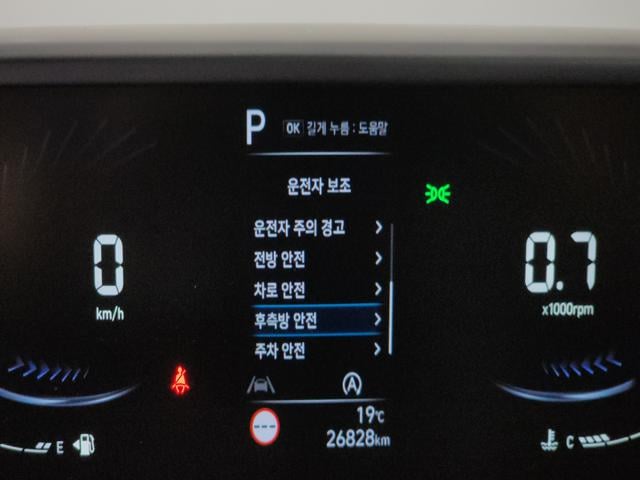 P
OK 길게 누름 : 도움말
운전자 보조
운전자 주의 경고
전방 안전
차로 안전
후측방 안전
주차 안전
0
km/h
0.7
x1000rpm
19℃
26828km
E
C